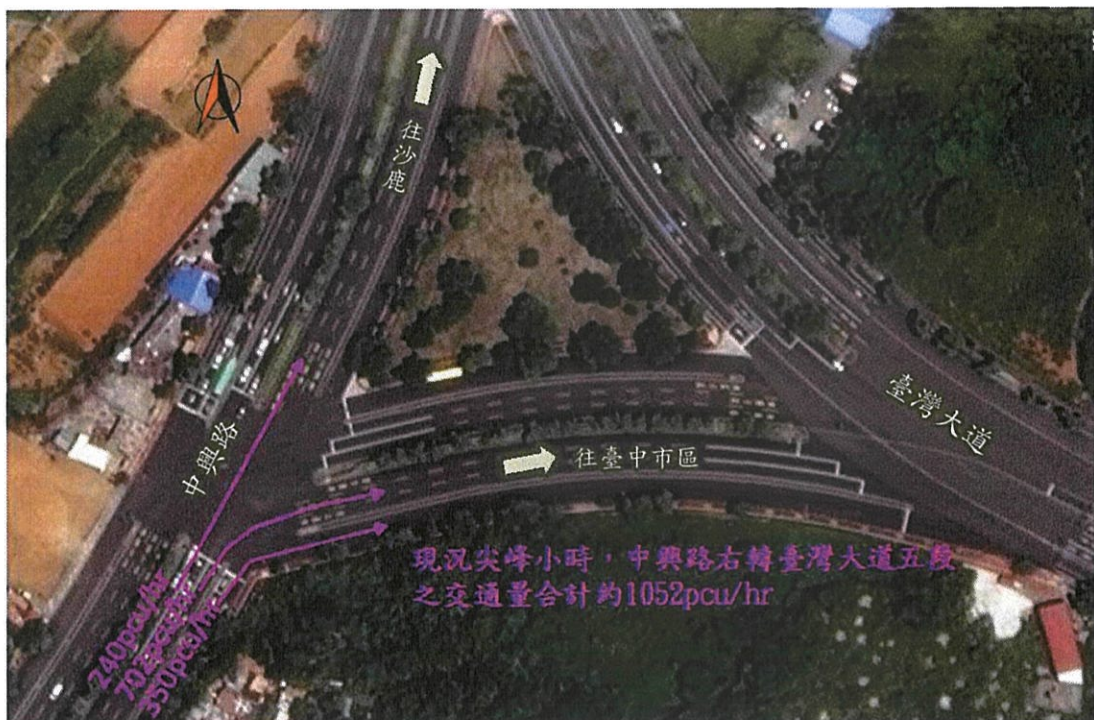 往沙鹿
臺灣大道
中興路
往臺中市區
現況尖峰小時，中興路右轉臺灣大道五段
之交通量合計約1052pcu/hr
240pcu/hr
702pcu/hr
350pcu/hr